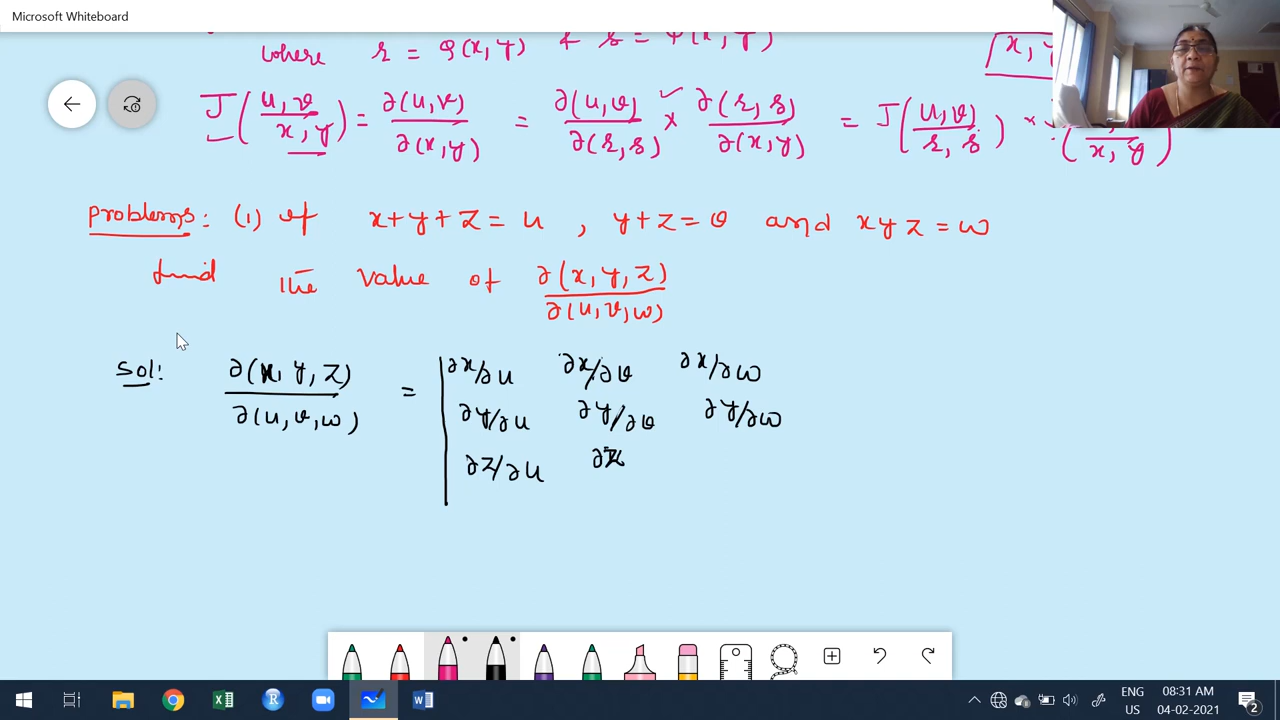 Microsoft Whiteboard
where r = φ(x, y) & s = φ(x, y)
x, y
J(u,v/x,y) = ∂(u,v)/∂(x,y) = ∂(u,v)/∂(r,s) ✓ × ∂(r,s)/∂(x,y) = J(u,v/r,s) ×
x, y)
Problems: (1) If x+y+z=u , y+z=v and xyz=w
find the value of ∂(x,y,z)/∂(u,v,w)
Sol: ∂(x,y,z)/∂(u,v,w) = | ∂x/∂u ∂x/∂v ∂x/∂w
∂y/∂u ∂y/∂v ∂y/∂w
∂z/∂u ∂z
ENG
US
08:31 AM
04-02-2021
2